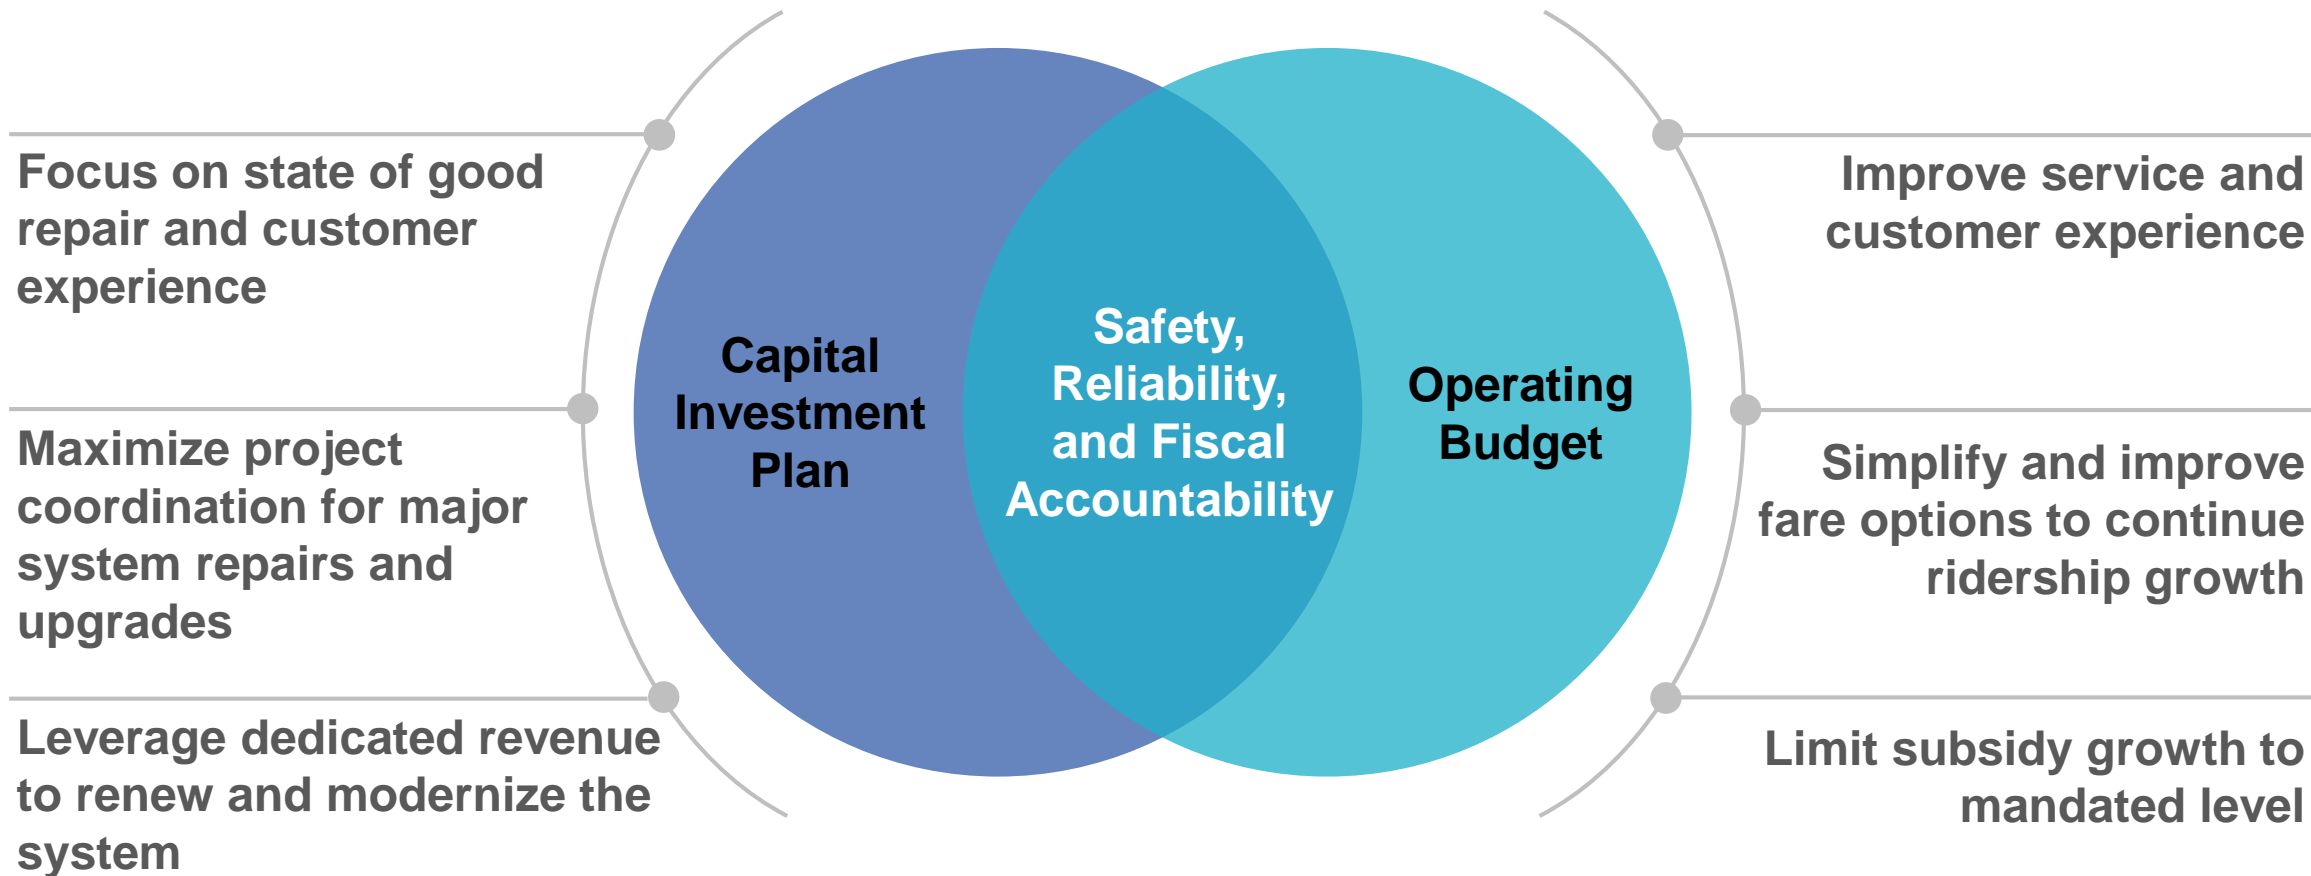 Focus on state of good
repair and customer
experience
Maximize project
coordination for major
system repairs and
upgrades
Leverage dedicated revenue
to renew and modernize the
system
Capital
Investment
Plan
Safety,
Reliability,
and Fiscal
Accountability
Operating
Budget
Improve service and
customer experience
Simplify and improve
fare options to continue
ridership growth
Limit subsidy growth to
mandated level